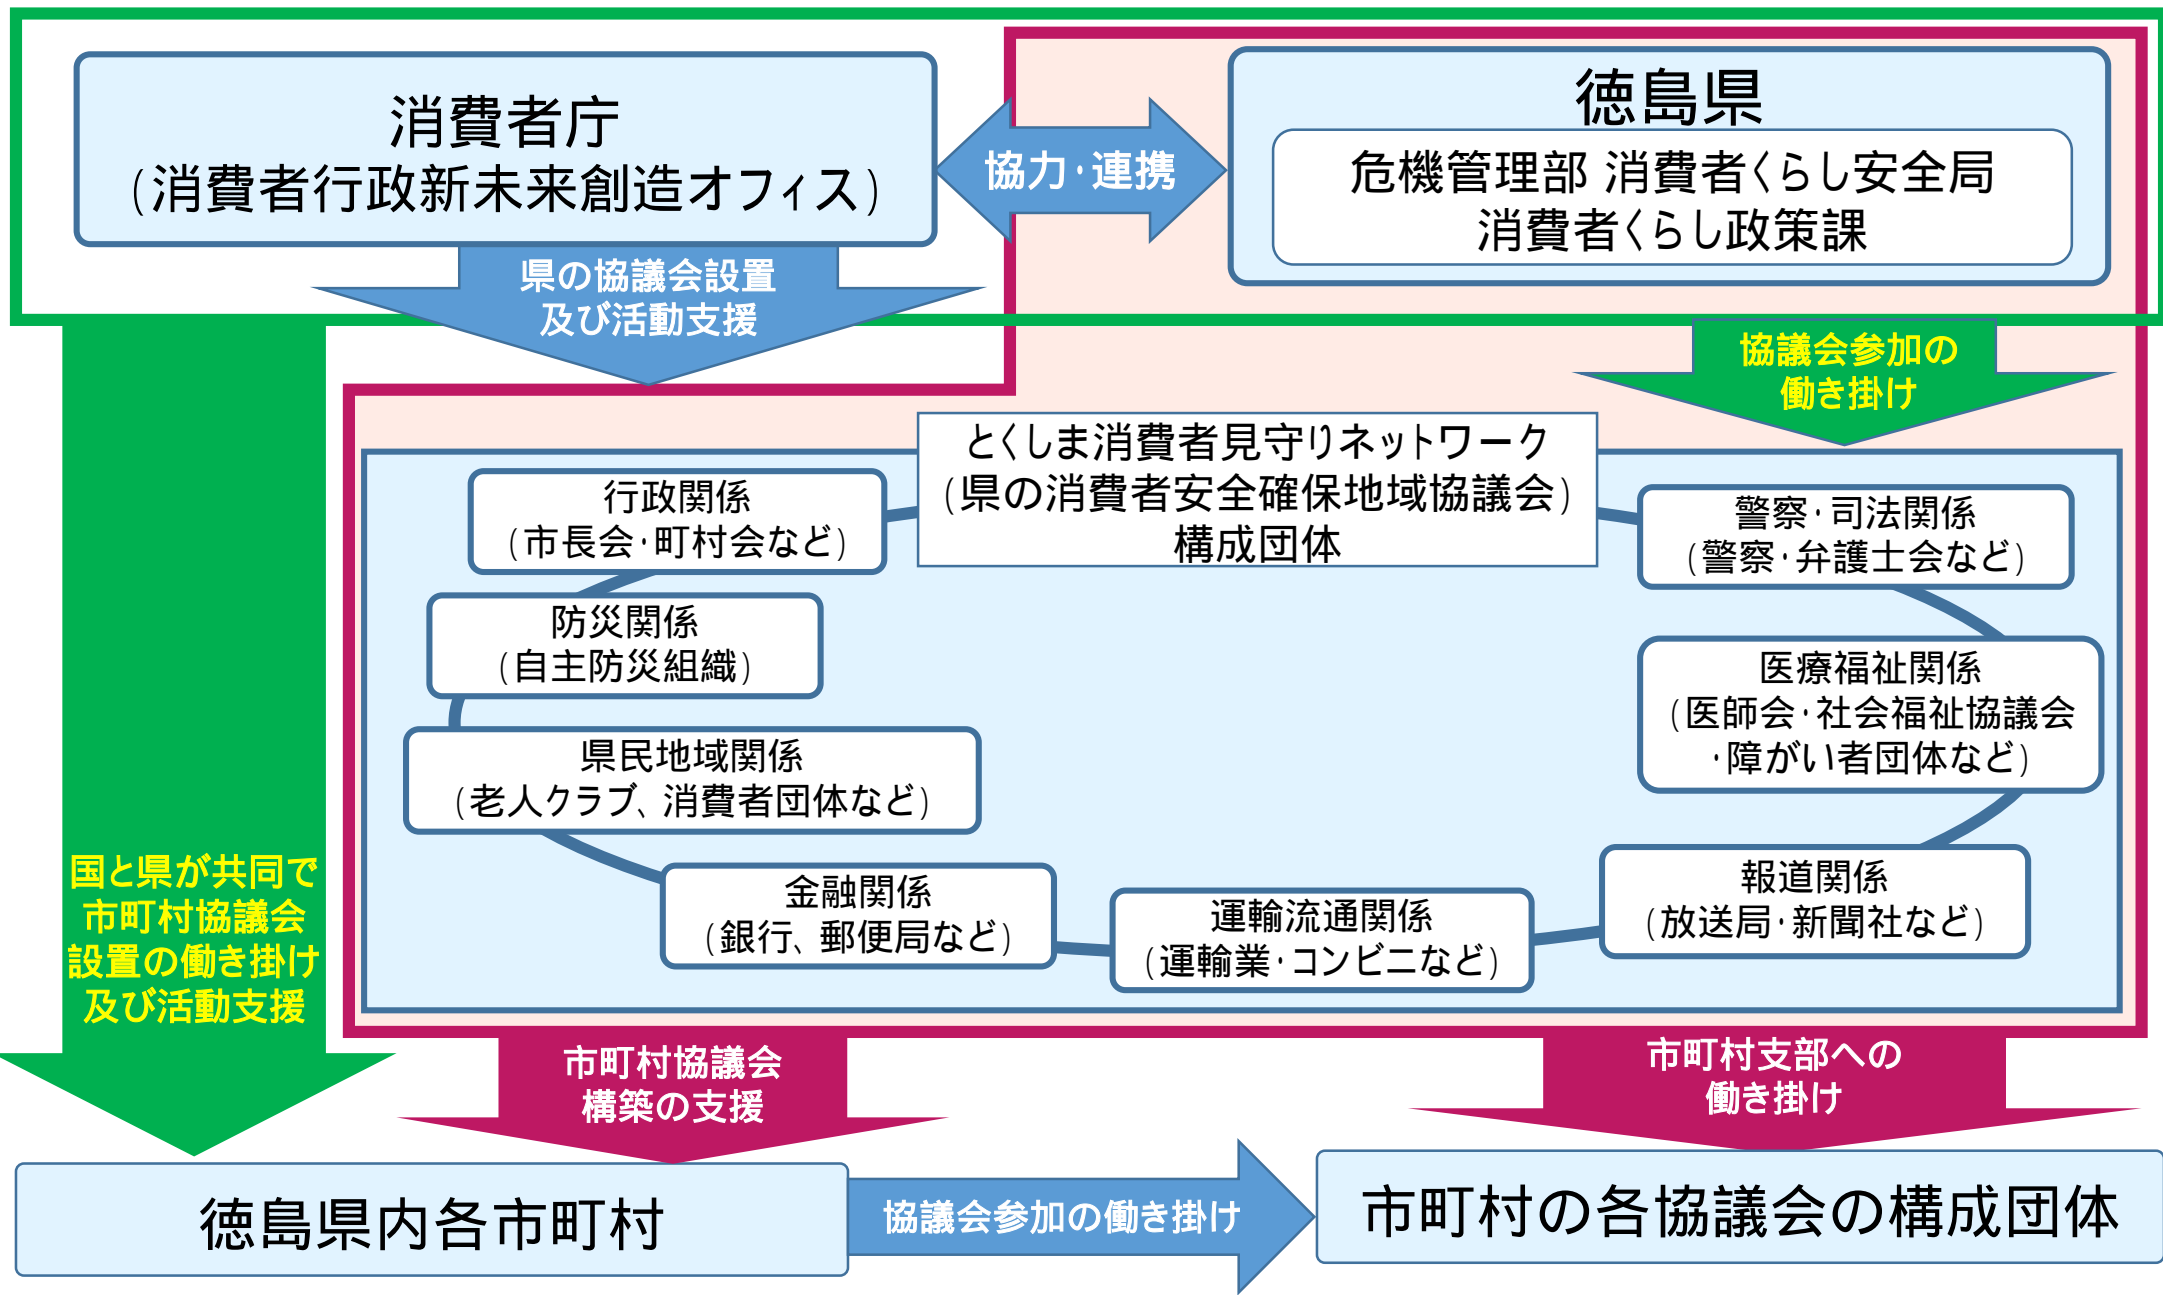 消費者庁
(消費者行政新未来創造オフィス)
協力・連携
徳島県
危機管理部 消費者くらし安全局
消費者くらし政策課
県の協議会設置
及び活動支援
協議会参加の
働き掛け
とくしま消費者見守りネットワーク
(県の消費者安全確保地域協議会)
構成団体
行政関係
(市長会・町村会など)
警察・司法関係
(警察・弁護士会など)
防災関係
(自主防災組織)
医療福祉関係
(医師会・社会福祉協議会
・障がい者団体など)
県民地域関係
(老人クラブ、消費者団体など)
金融関係
(銀行、郵便局など)
運輸流通関係
(運輸業・コンビニなど)
報道関係
(放送局・新聞社など)
国と県が共同で
市町村協議会
設置の働き掛け
及び活動支援
市町村協議会
構築の支援
市町村支部への
働き掛け
徳島県内各市町村
協議会参加の働き掛け
市町村の各協議会の構成団体